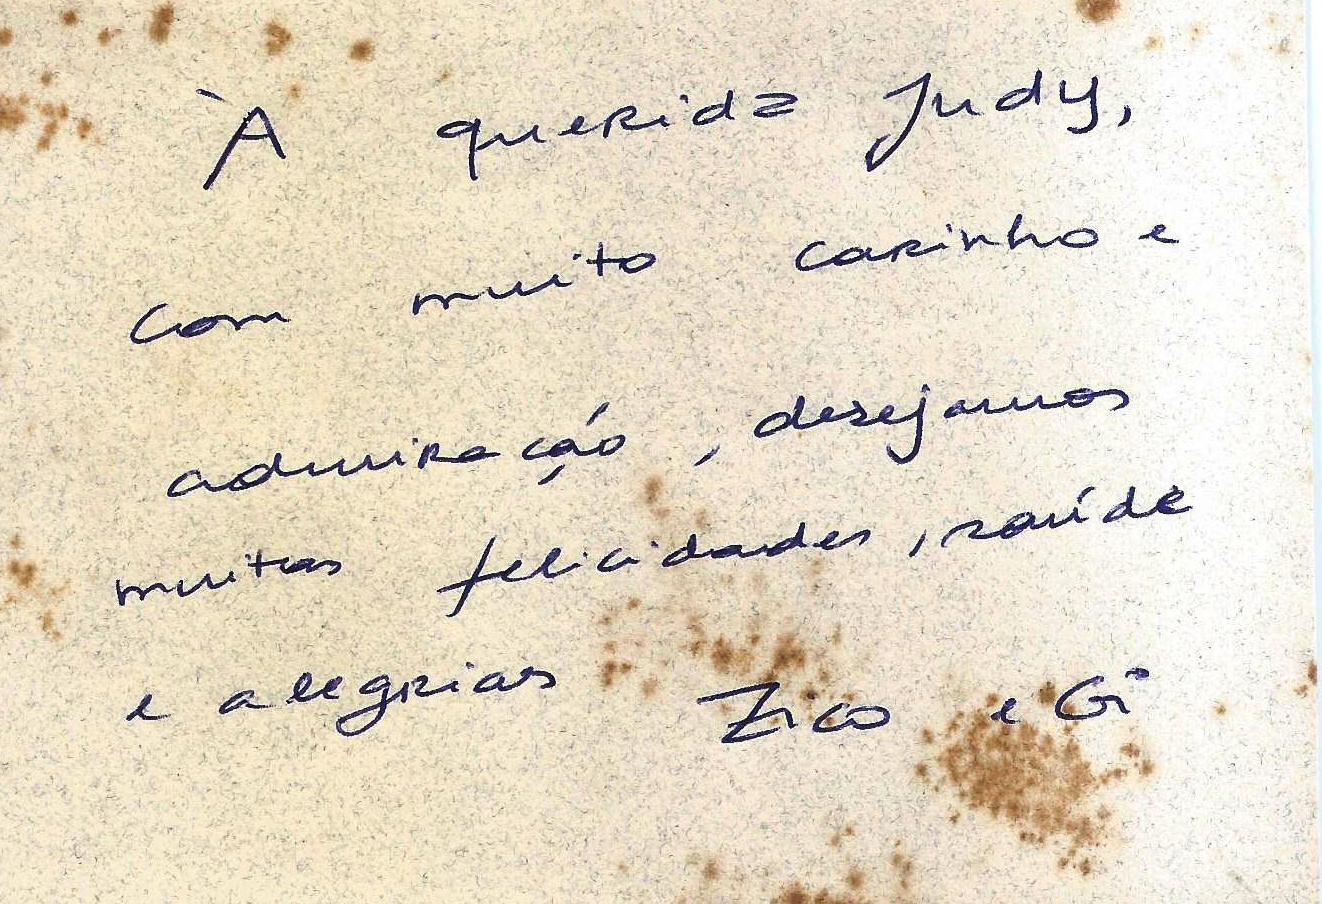 À querida Judy,
com muito carinho e
admiração, desejamos
muitas felicidades, saúde
e alegrias Zico e Gi